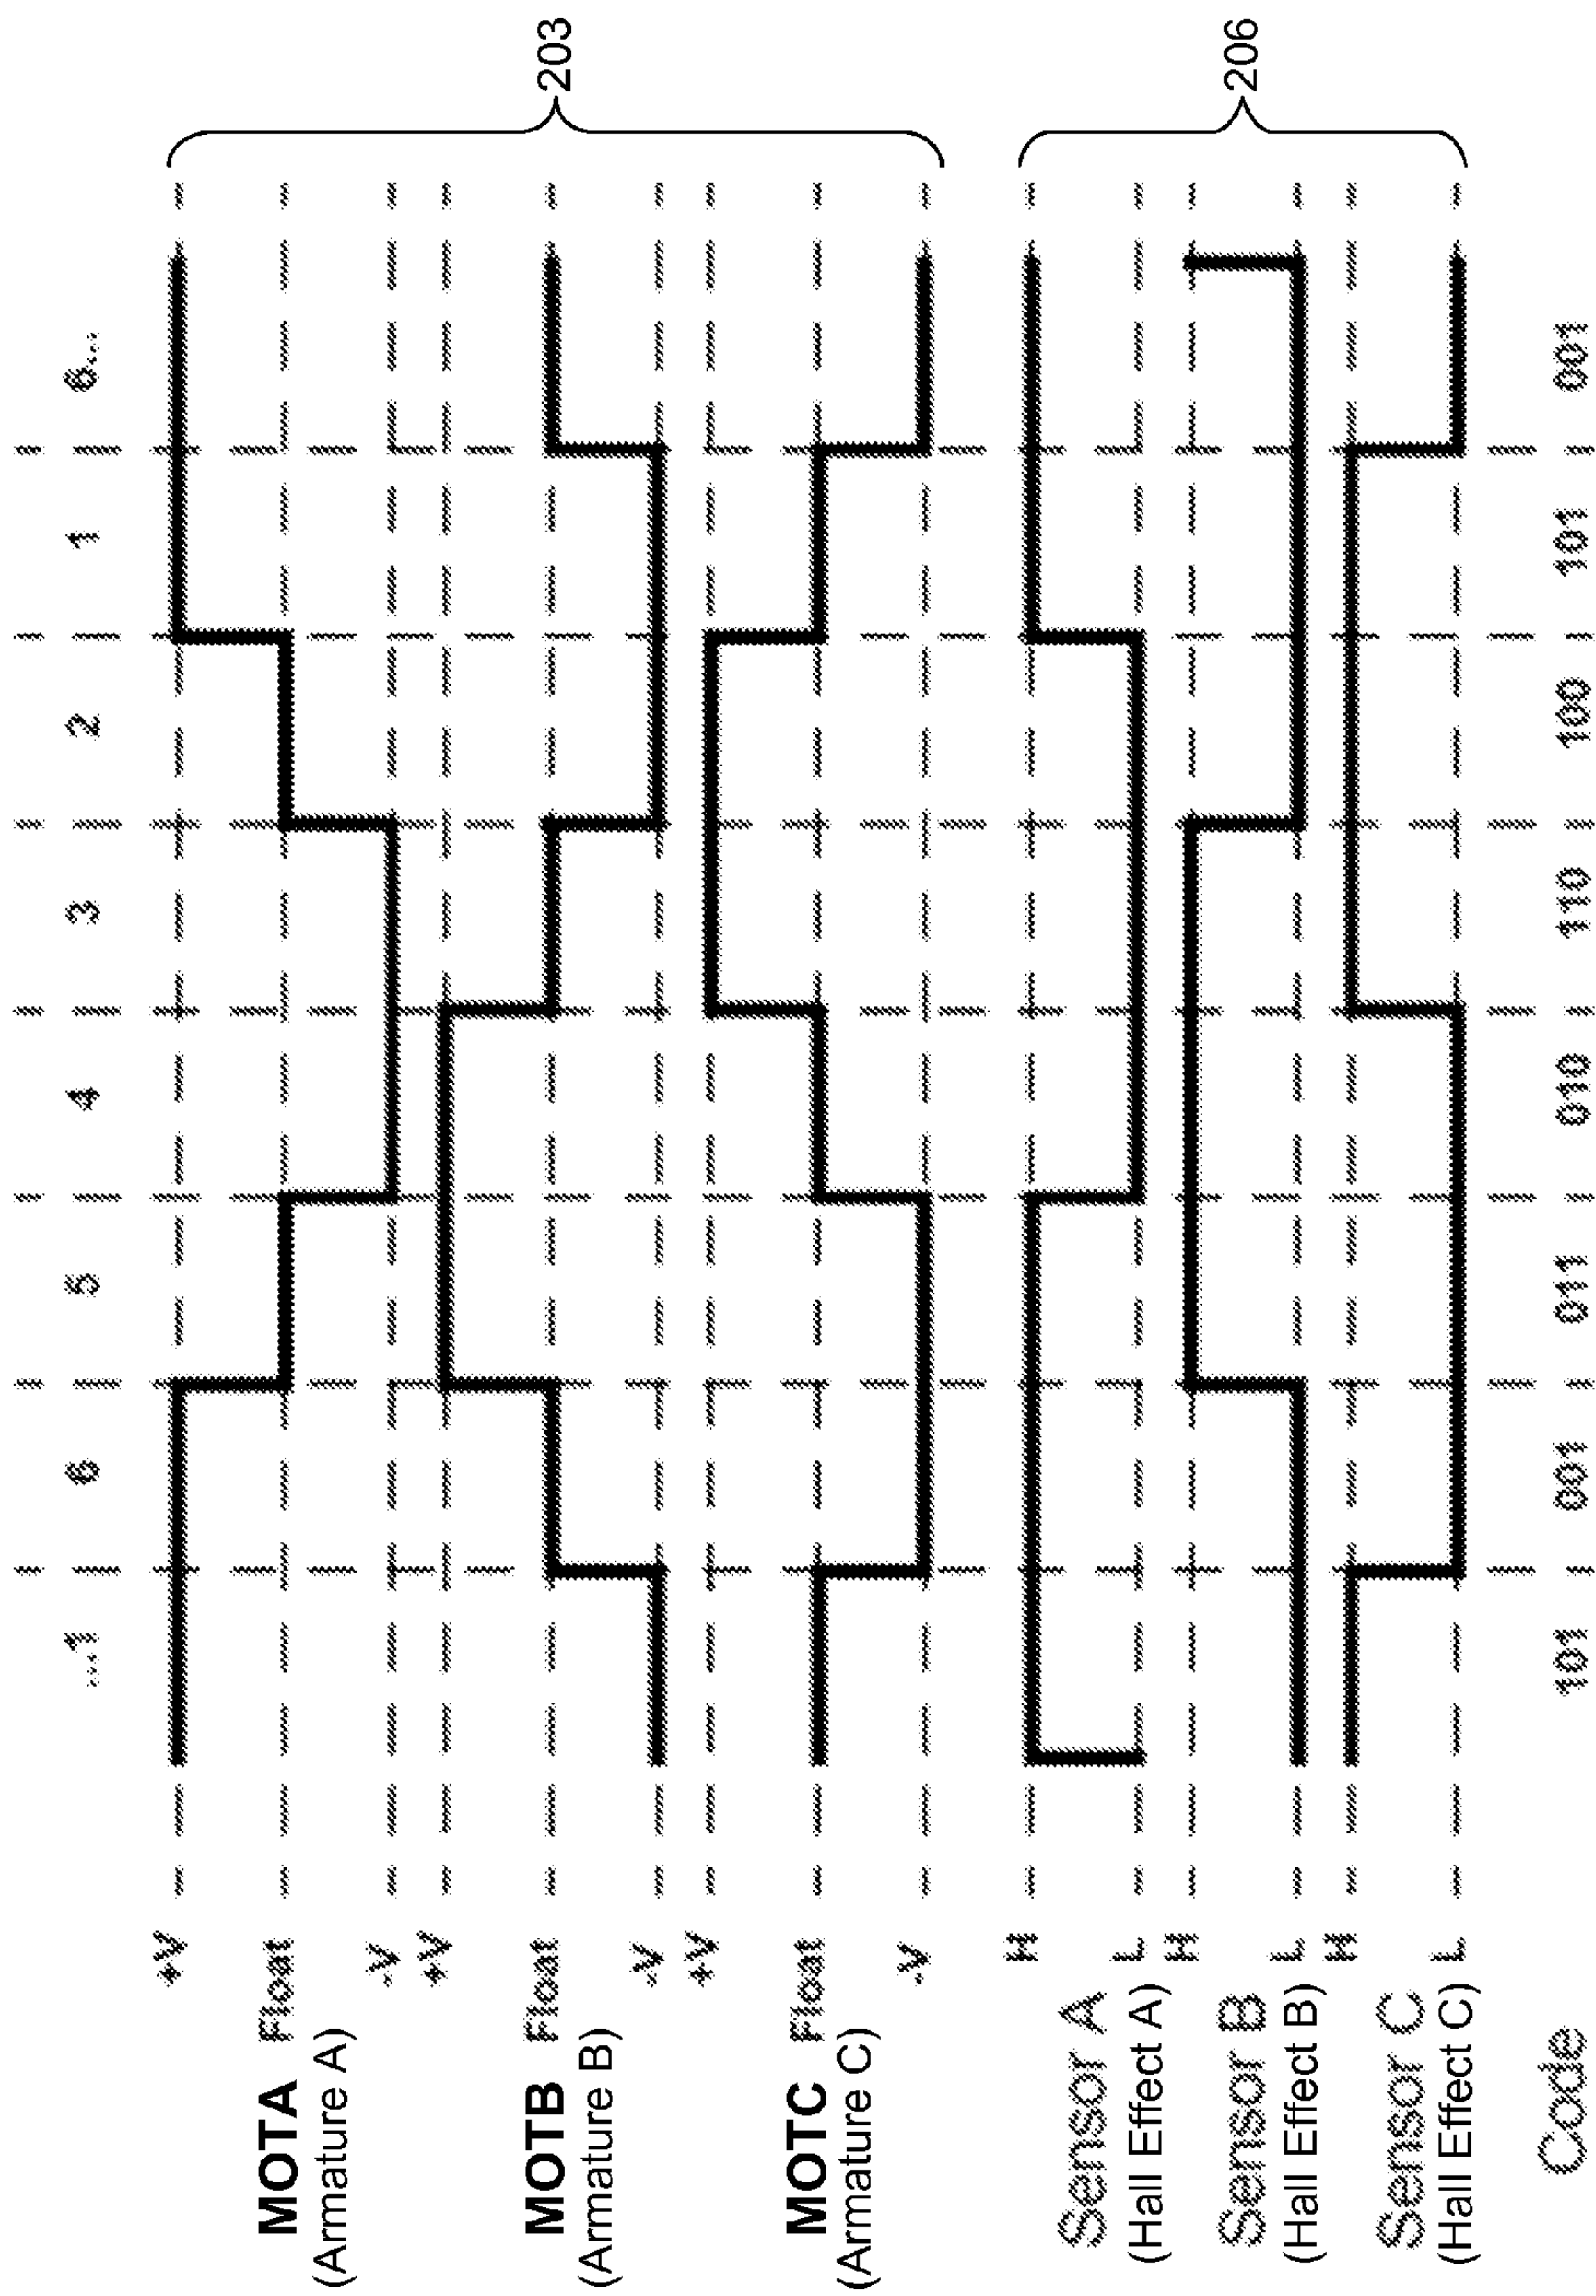 ...1 6 5 4 3 2 1 6...
+V
MOTA Float
(Armature A)
-V
+V
MOTB Float
(Armature B)
-V
+V
MOTC Float
(Armature C)
-V
203
H
Sensor A
L
(Hall Effect A)
H
Sensor B
L
(Hall Effect B)
H
Sensor C
L
(Hall Effect C)
206
Code 101 001 011 010 110 100 101 001